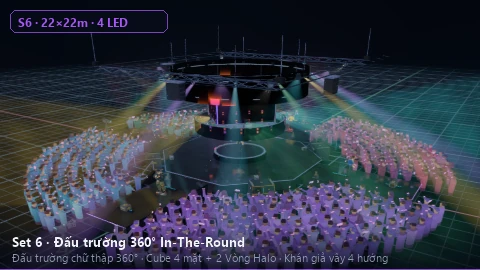 S6 · 22×22m · 4 LED
Set 6 · Đấu trường 360° In-The-Round
Đấu trường chữ thập 360° · Cube 4 mặt + 2 Vòng Halo · Khán giả vây 4 hướng